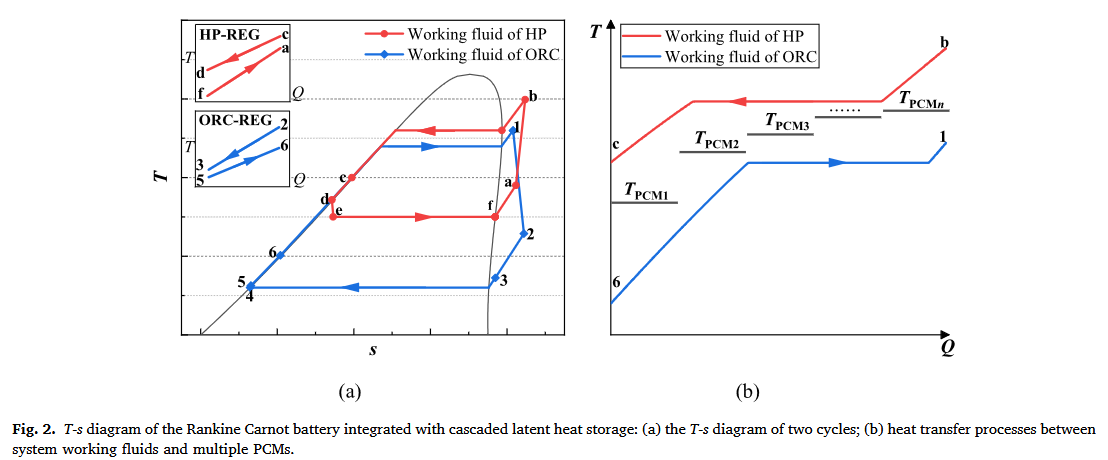 HP-REG
c
a
T
d
f
Q
ORC-REG
2
6
T
3
5
Q
Working fluid of HP
Working fluid of ORC
b
1
c
a
d
e
f
2
6
3
5
4
T
s
(a)
T
Working fluid of HP
Working fluid of ORC
b
TPCMn
......
TPCM3
TPCM2
c
1
TPCM1
6
Q
(b)
Fig. 2. T-s diagram of the Rankine Carnot battery integrated with cascaded latent heat storage: (a) the T-s diagram of two cycles; (b) heat transfer processes between
system working fluids and multiple PCMs.